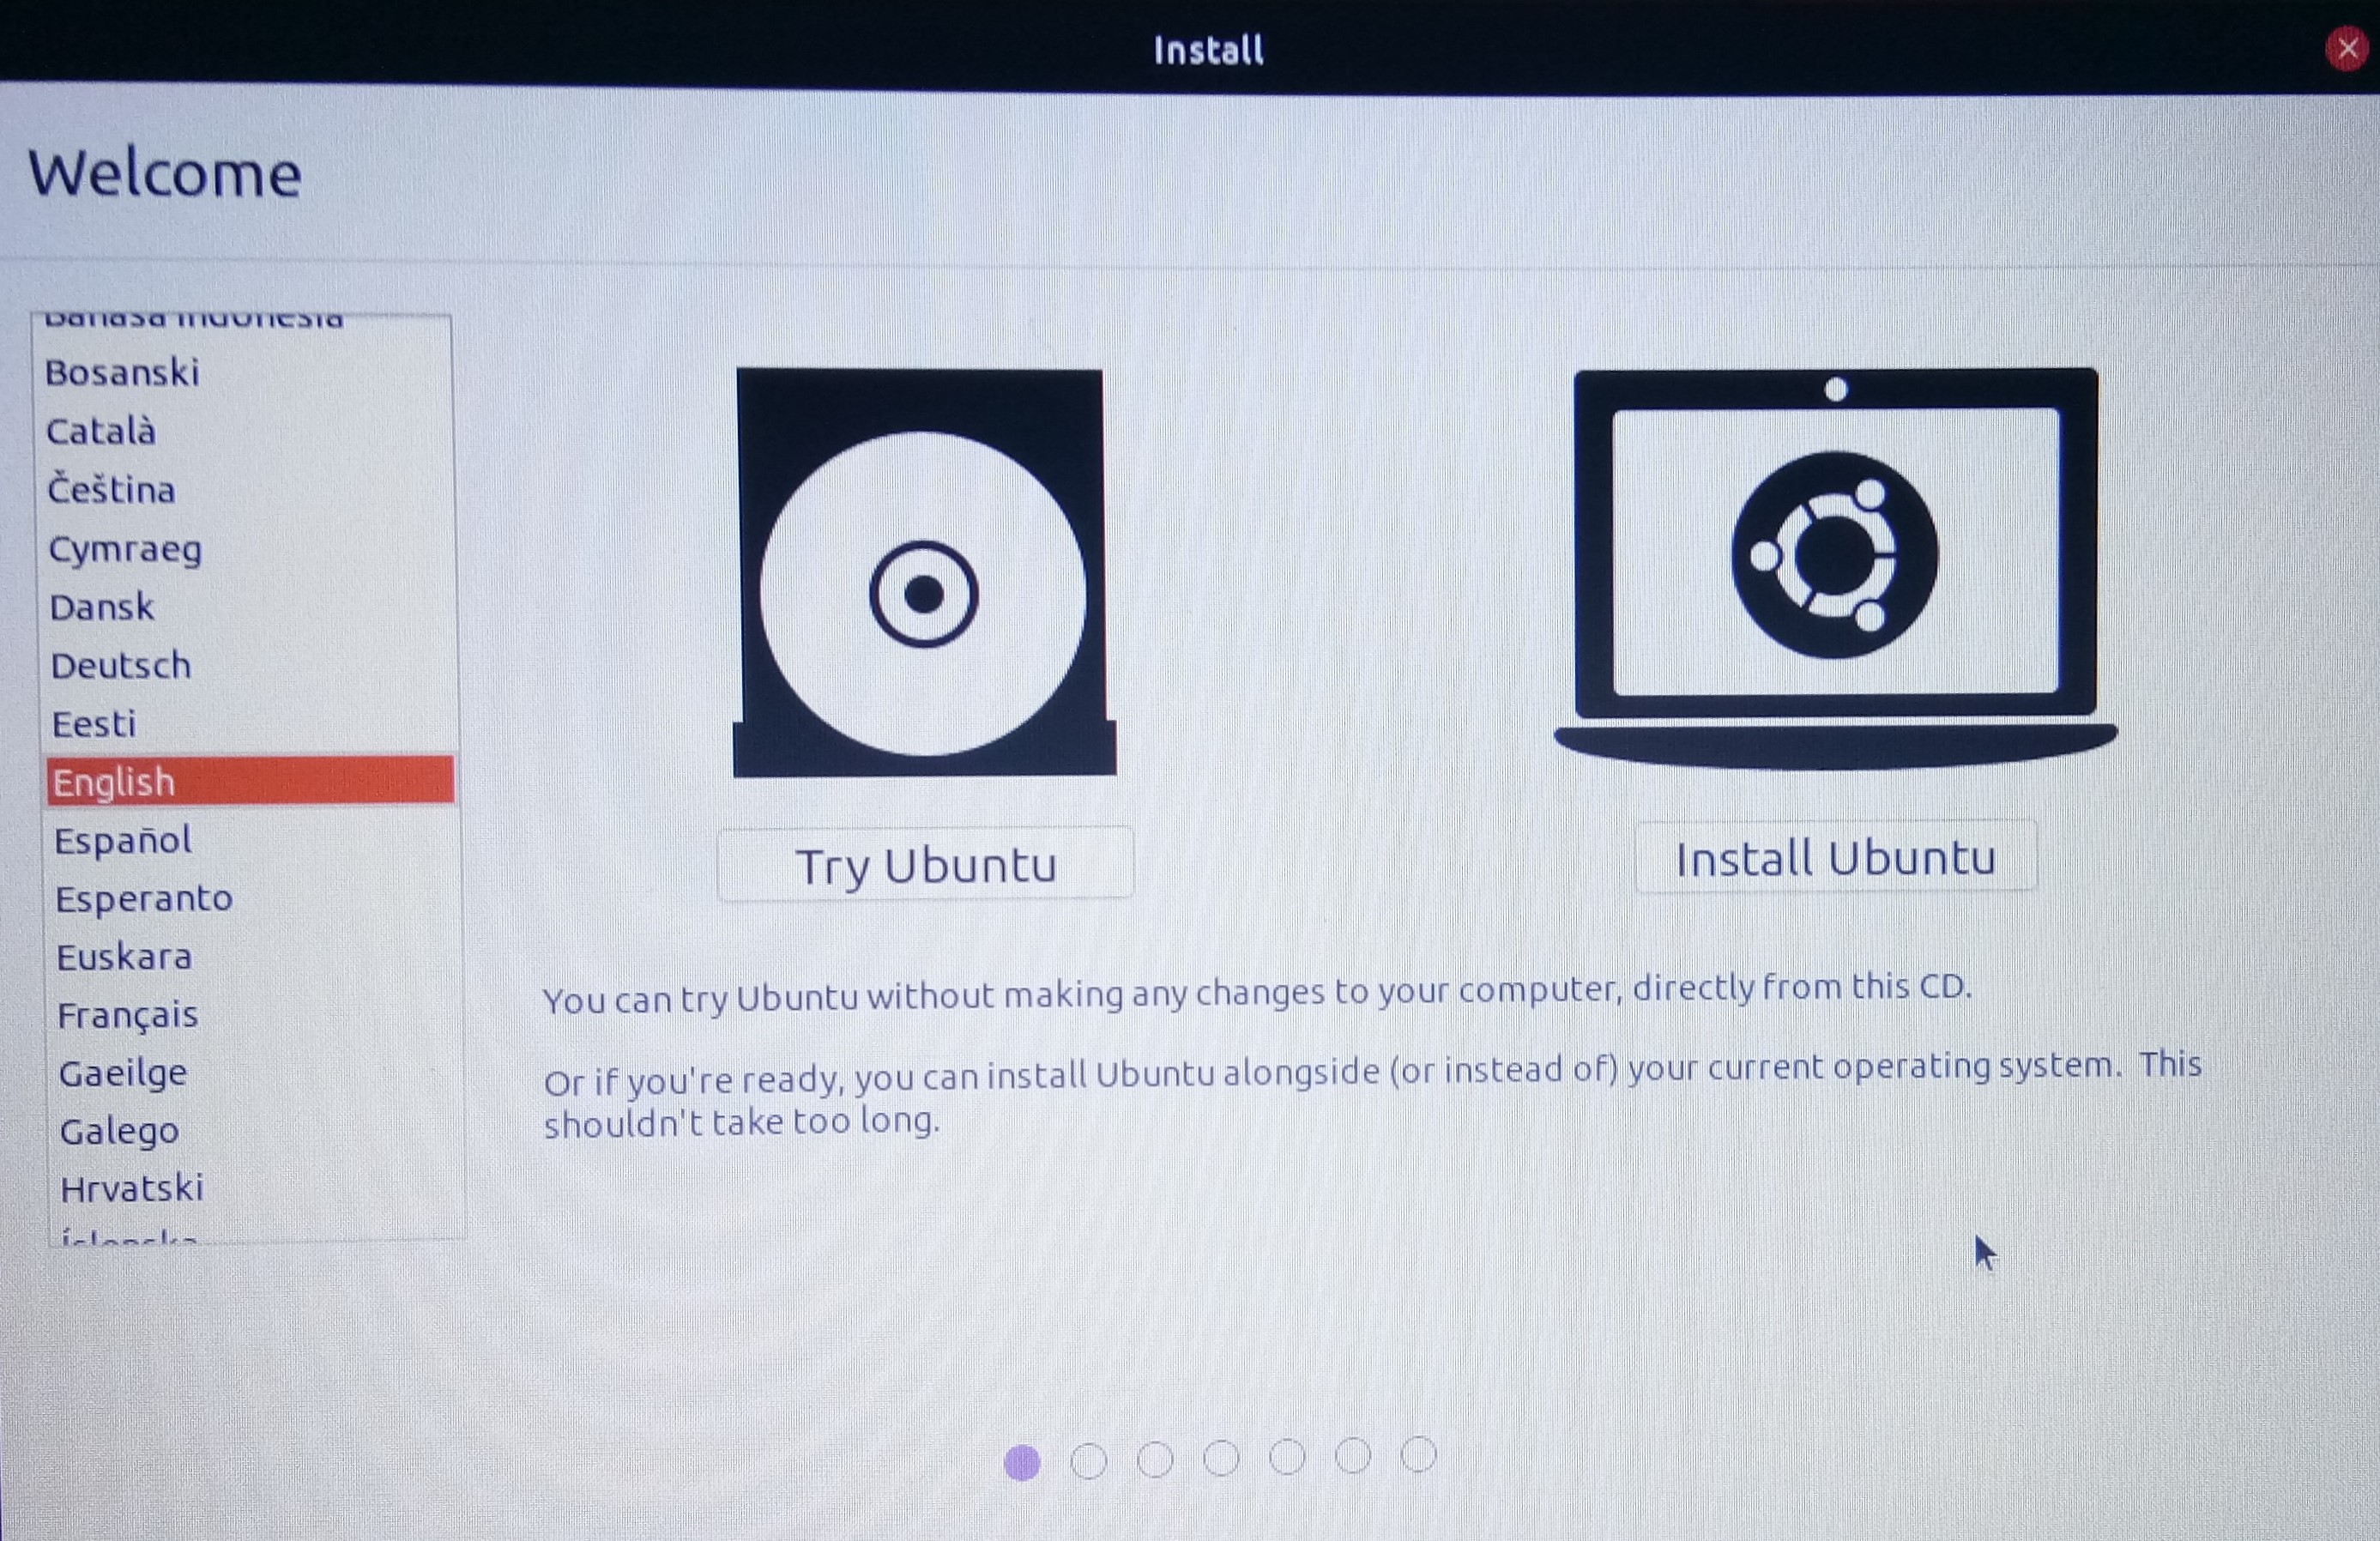 Install
Welcome
Bahasa Indonesia
Bosanski
Català
Čeština
Cymraeg
Dansk
Deutsch
Eesti
English
Español
Esperanto
Euskara
Français
Gaeilge
Galego
Hrvatski
Íslenska
Try Ubuntu
Install Ubuntu
You can try Ubuntu without making any changes to your computer, directly from this CD.
Or if you're ready, you can install Ubuntu alongside (or instead of) your current operating system. This
shouldn't take too long.